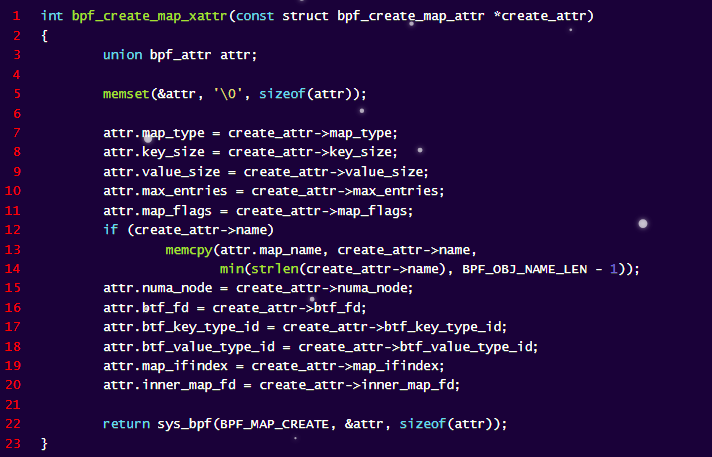 1 int bpf_create_map_xattr(const struct bpf_create_map_attr *create_attr)
2 {
3 union bpf_attr attr;
4
5 memset(&attr, '\0', sizeof(attr));
6
7 attr.map_type = create_attr->map_type;
8 attr.key_size = create_attr->key_size;
9 attr.value_size = create_attr->value_size;
10 attr.max_entries = create_attr->max_entries;
11 attr.map_flags = create_attr->map_flags;
12 if (create_attr->name)
13 memcpy(attr.map_name, create_attr->name,
14 min(strlen(create_attr->name), BPF_OBJ_NAME_LEN - 1));
15 attr.numa_node = create_attr->numa_node;
16 attr.btf_fd = create_attr->btf_fd;
17 attr.btf_key_type_id = create_attr->btf_key_type_id;
18 attr.btf_value_type_id = create_attr->btf_value_type_id;
19 attr.map_ifindex = create_attr->map_ifindex;
20 attr.inner_map_fd = create_attr->inner_map_fd;
21
22 return sys_bpf(BPF_MAP_CREATE, &attr, sizeof(attr));
23 }